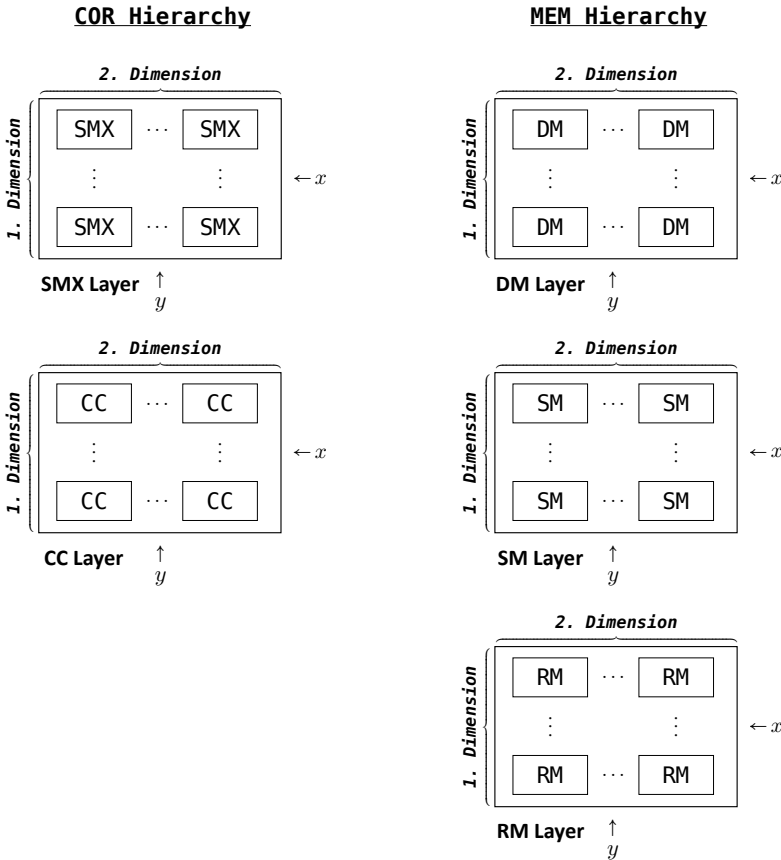 COR Hierarchy
MEM Hierarchy
2. Dimension
1. Dimension
SMX ··· SMX
⋮ ⋮
← x
SMX ··· SMX
SMX Layer
↑
y
2. Dimension
1. Dimension
DM ··· DM
⋮ ⋮
← x
DM ··· DM
DM Layer
↑
y
2. Dimension
1. Dimension
CC ··· CC
⋮ ⋮
← x
CC ··· CC
CC Layer
↑
y
2. Dimension
1. Dimension
SM ··· SM
⋮ ⋮
← x
SM ··· SM
SM Layer
↑
y
2. Dimension
1. Dimension
RM ··· RM
⋮ ⋮
← x
RM ··· RM
RM Layer
↑
y